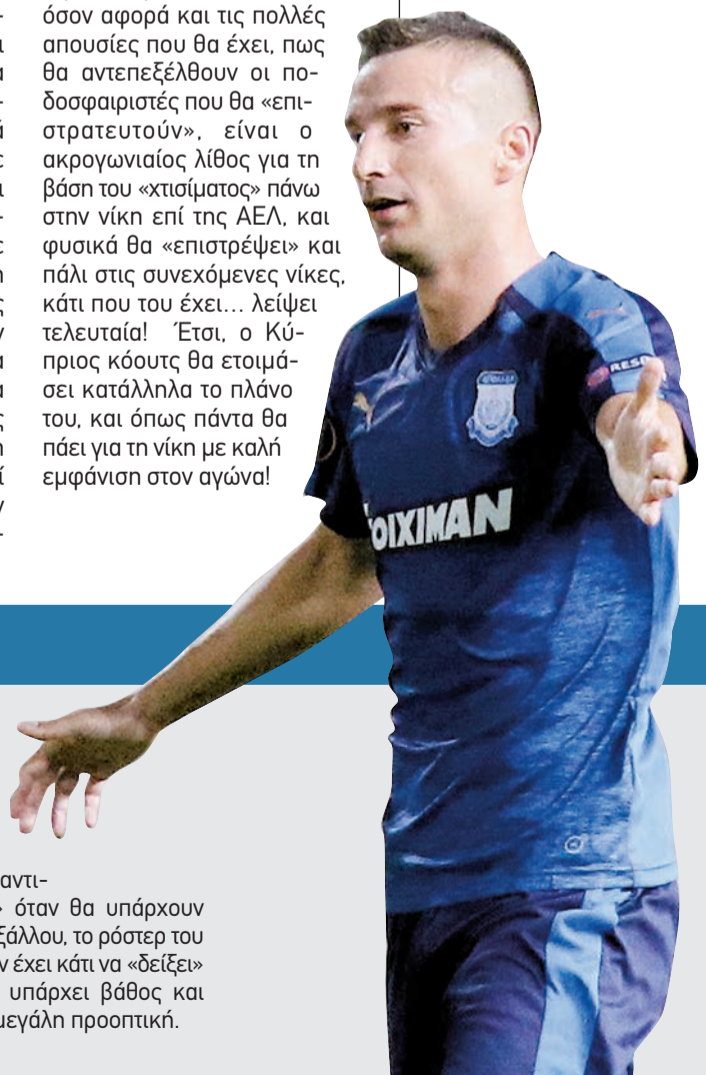 όσον αφορά και τις πολλές
απουσίες που θα έχει, πως
θα αντεπεξέλθουν οι πο-
δοσφαιριστές που θα «επι-
στρατευτούν», είναι ο
ακρογωνιαίος λίθος για τη
βάση του «χτισίματος» πάνω
στην νίκη επί της ΑΕΛ, και
φυσικά θα «επιστρέψει» και
πάλι στις συνεχόμενες νίκες,
κάτι που του έχει… λείψει
τελευταία! Έτσι, ο Κύ-
πριος κόουτς θα ετοιμά-
σει κατάλληλα το πλάνο
του, και όπως πάντα θα
πάει για τη νίκη με καλή
εμφάνιση στον αγώνα!
RES
OIXIMAN
αντι-
» όταν θα υπάρχουν
ξάλλου, το ρόστερ του
ν έχει κάτι να «δείξει»
υπάρχει βάθος και
μεγάλη προοπτική.